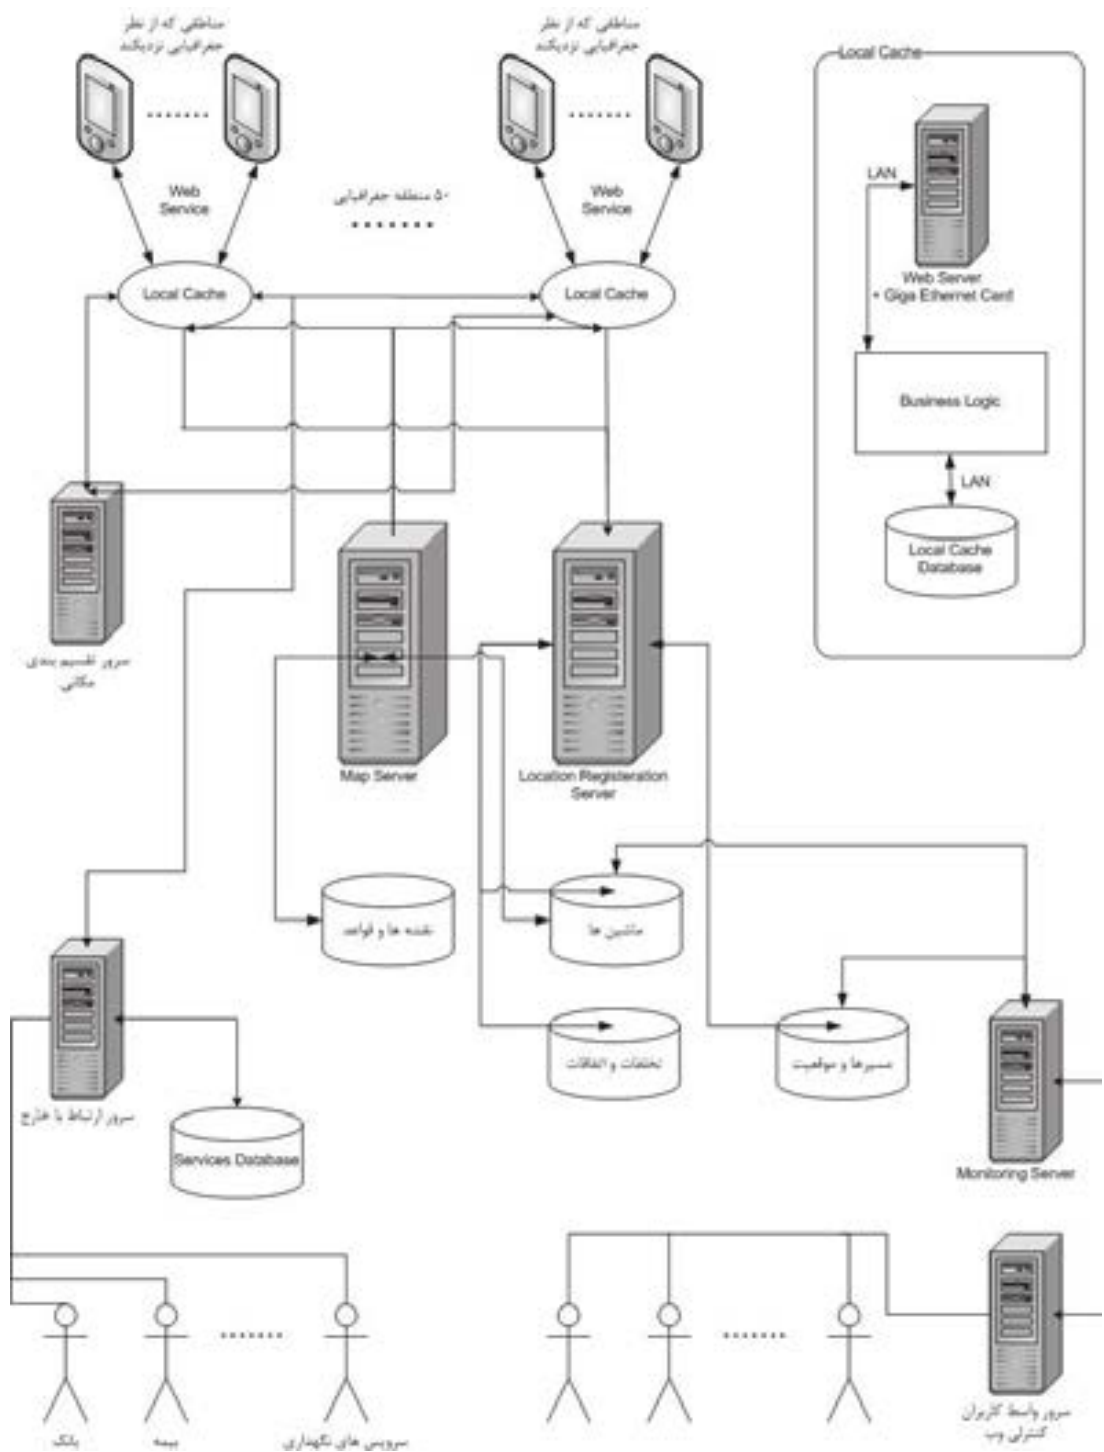 مناطقی که از نظر
جغرافیایی نزدیکند
مناطقی که از نظر
جغرافیایی نزدیکند
Local Cache
Web
Service
۵۰ منطقه جغرافیایی
Web
Service
LAN
Web Server
+ Giga Ethernet Card
Local Cache
Local Cache
Business Logic
LAN
Local Cache
Database
سرور تقسیم بندی
مکانی
Map Server
Location Registeration
Server
نقشه ها و قواعد
ماشین ها
تخلفات و اتفاقات
مسیرها و موقعیت
سرور ارتباط با خارج
Services Database
Monitoring Server
بانک
بیمه
سرویس های نگهداری
سرور واسط کاربران
کنترلی وب